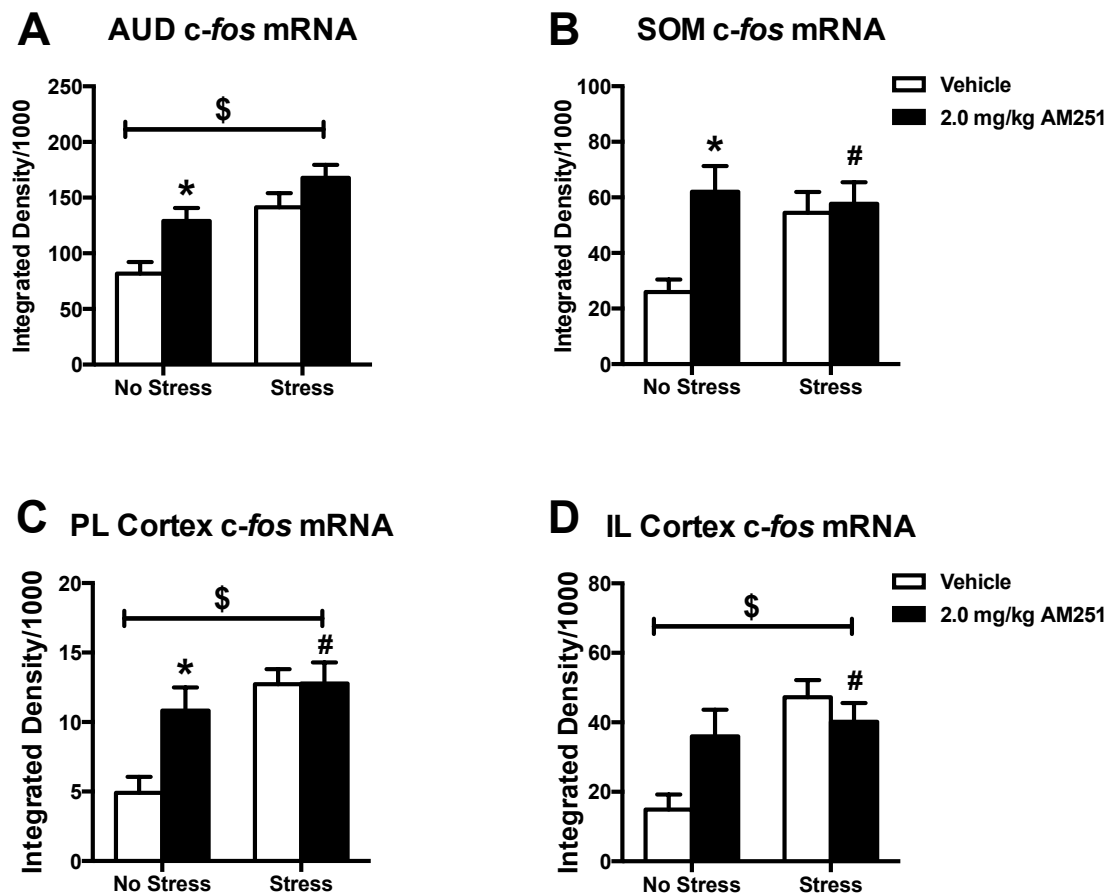 A
AUD c-fos mRNA
Integrated Density/1000
250
200
150
100
50
0
$
*
No Stress
Stress
B
SOM c-fos mRNA
Integrated Density/1000
100
80
60
40
20
0
*
#
No Stress
Stress
Vehicle
2.0 mg/kg AM251
C
PL Cortex c-fos mRNA
Integrated Density/1000
20
15
10
5
0
$
*
#
No Stress
Stress
D
IL Cortex c-fos mRNA
Integrated Density/1000
80
60
40
20
0
$
#
No Stress
Stress
Vehicle
2.0 mg/kg AM251